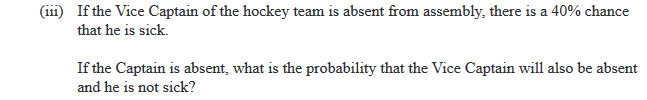 (iii) If the Vice Captain of the hockey team is absent from assembly, there is a 40% chance
that he is sick.
If the Captain is absent, what is the probability that the Vice Captain will also be absent
and he is not sick?